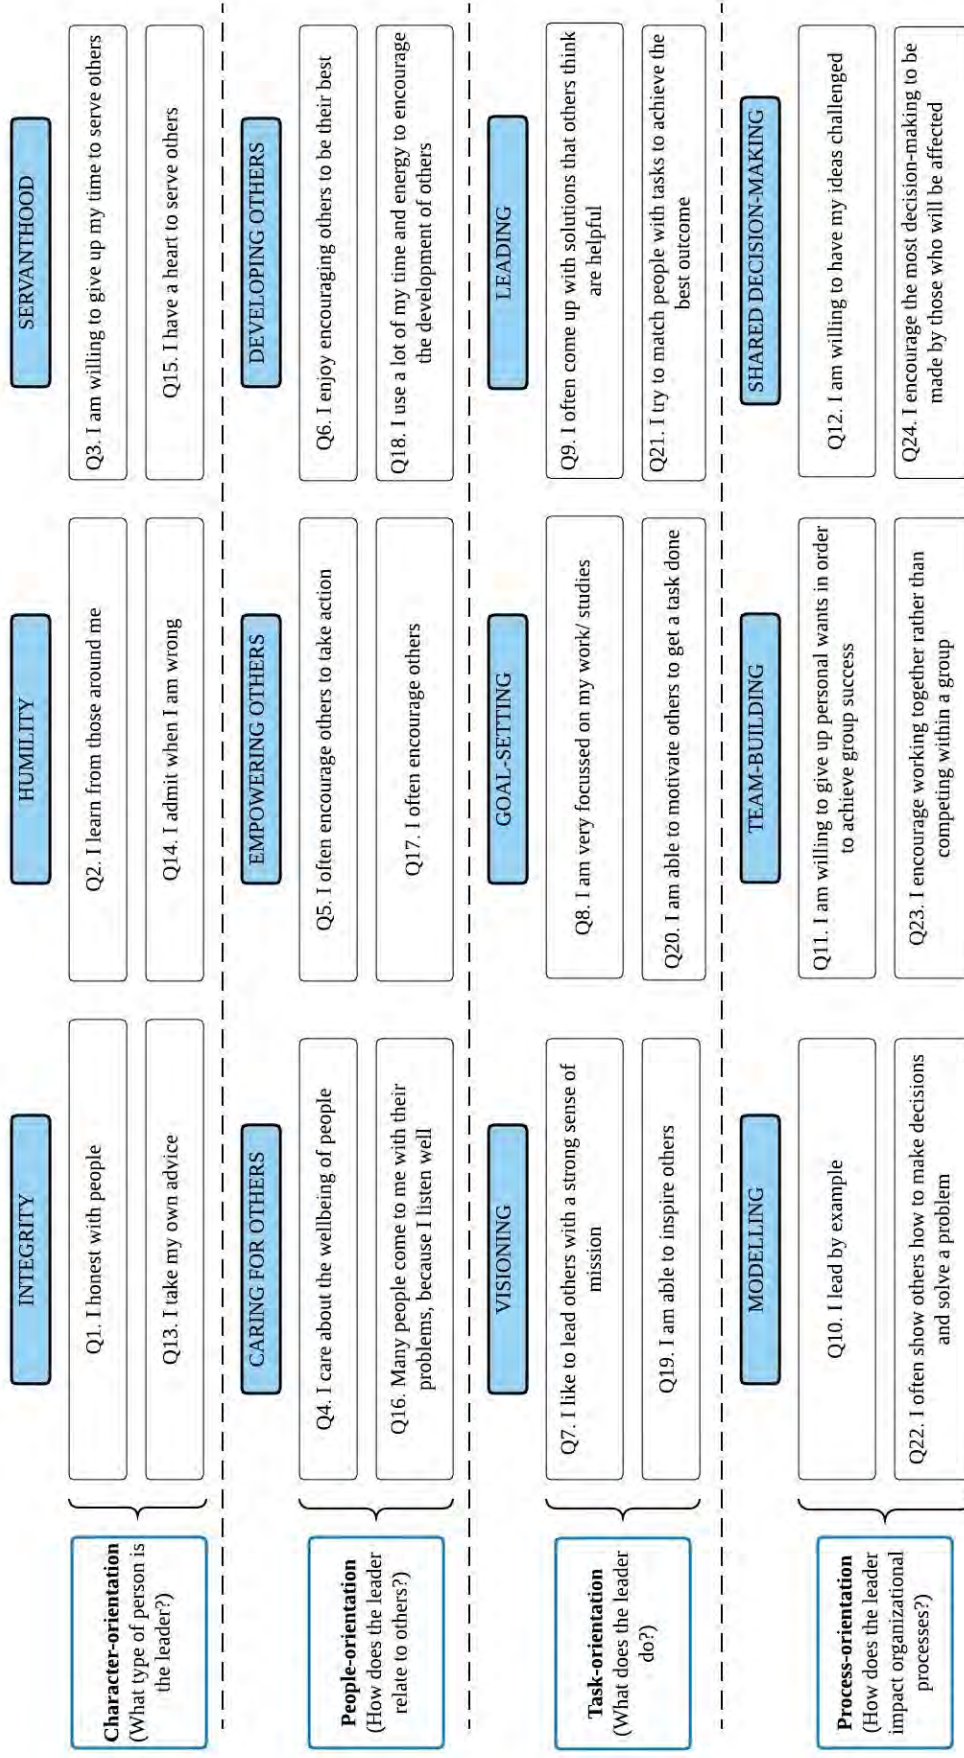 INTEGRITY
HUMILITY
SERVANTHOOD
Character-orientation
(What type of person is
the leader?)
Q1. I honest with people
Q2. I learn from those around me
Q3. I am willing to give up my time to serve others
Q13. I take my own advice
Q14. I admit when I am wrong
Q15. I have a heart to serve others
CARING FOR OTHERS
EMPOWERING OTHERS
DEVELOPING OTHERS
People-orientation
(How does the leader
relate to others?)
Q4. I care about the wellbeing of people
Q5. I often encourage others to take action
Q6. I enjoy encouraging others to be their best
Q16. Many people come to me with their
problems, because I listen well
Q17. I often encourage others
Q18. I use a lot of my time and energy to encourage
the development of others
VISIONING
GOAL-SETTING
LEADING
Task-orientation
(What does the leader
do?)
Q7. I like to lead others with a strong sense of
mission
Q8. I am very focussed on my work/ studies
Q9. I often come up with solutions that others think
are helpful
Q19. I am able to inspire others
Q20. I am able to motivate others to get a task done
Q21. I try to match people with tasks to achieve the
best outcome
MODELLING
TEAM-BUILDING
SHARED DECISION-MAKING
Process-orientation
(How does the leader
impact organizational
processes?)
Q10. I lead by example
Q11. I am willing to give up personal wants in order
to achieve group success
Q12. I am willing to have my ideas challenged
Q22. I often show others how to make decisions
and solve a problem
Q23. I encourage working together rather than
competing within a group
Q24. I encourage the most decision-making to be
made by those who will be affected